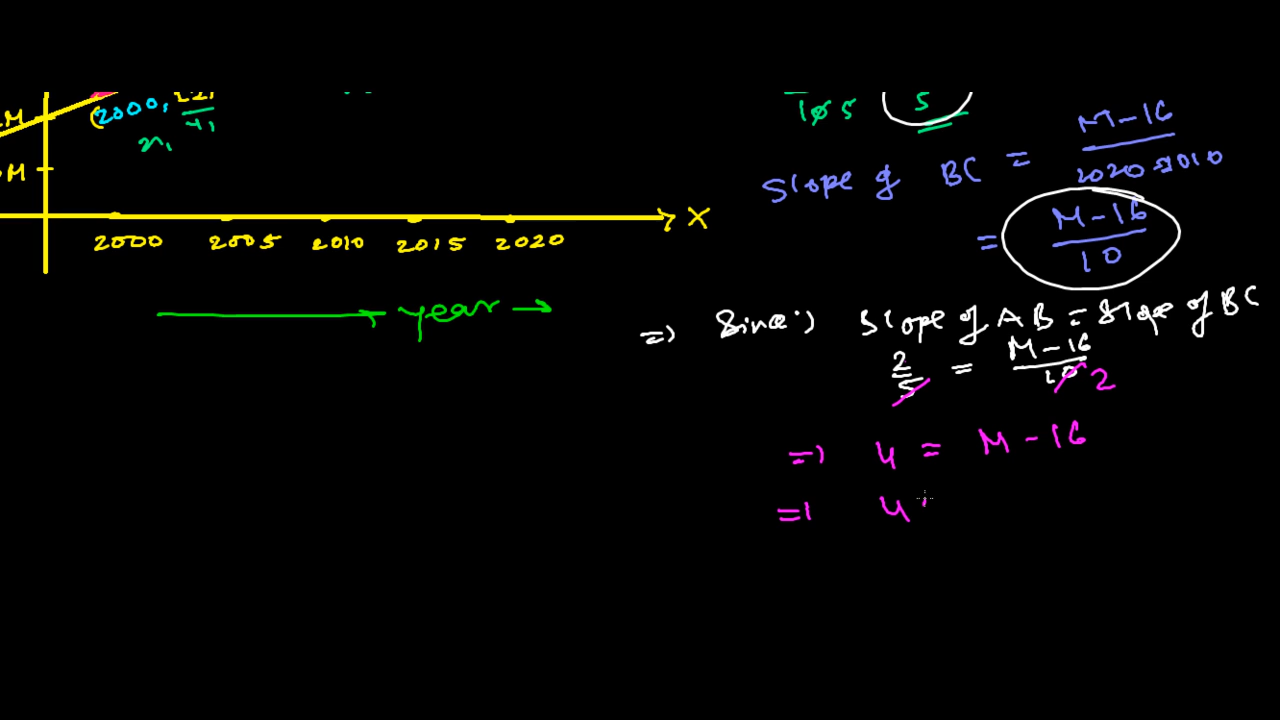 M
(2000,
M
2000 2005 2010 2015 2020
X
year →
105 5
Slope of BC = M-16 / 2020-2010
= M-16 / 10
=> Since Slope of AB = Slope of BC
2/5 = M-16 / 10 2
=> 4 = M-16
=> 4